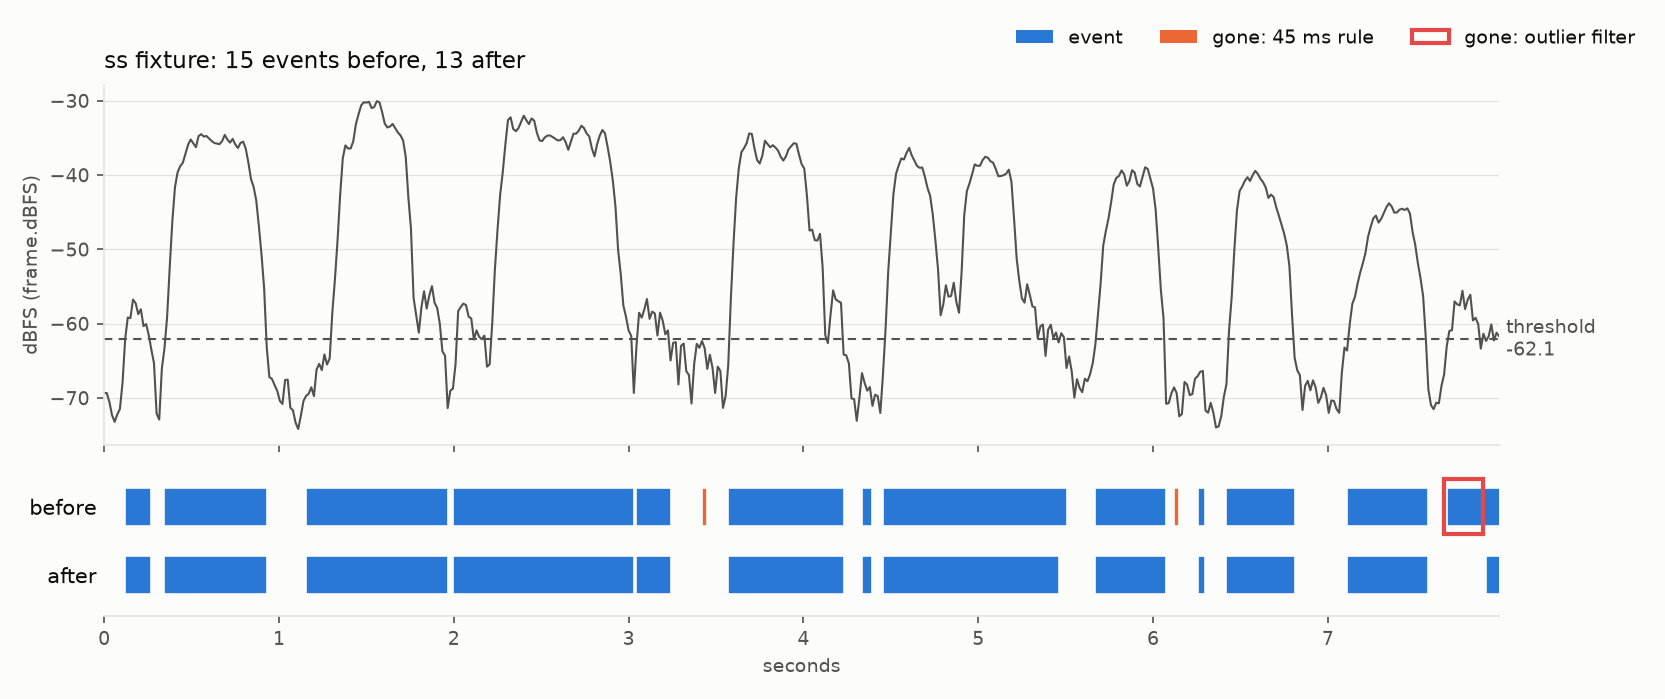 event
gone: 45 ms rule
gone: outlier filter
ss fixture: 15 events before, 13 after
dBFS (frame.dBFS)
−30
−40
−50
−60
−70
threshold
-62.1
before
after
0 1 2 3 4 5 6 7
seconds